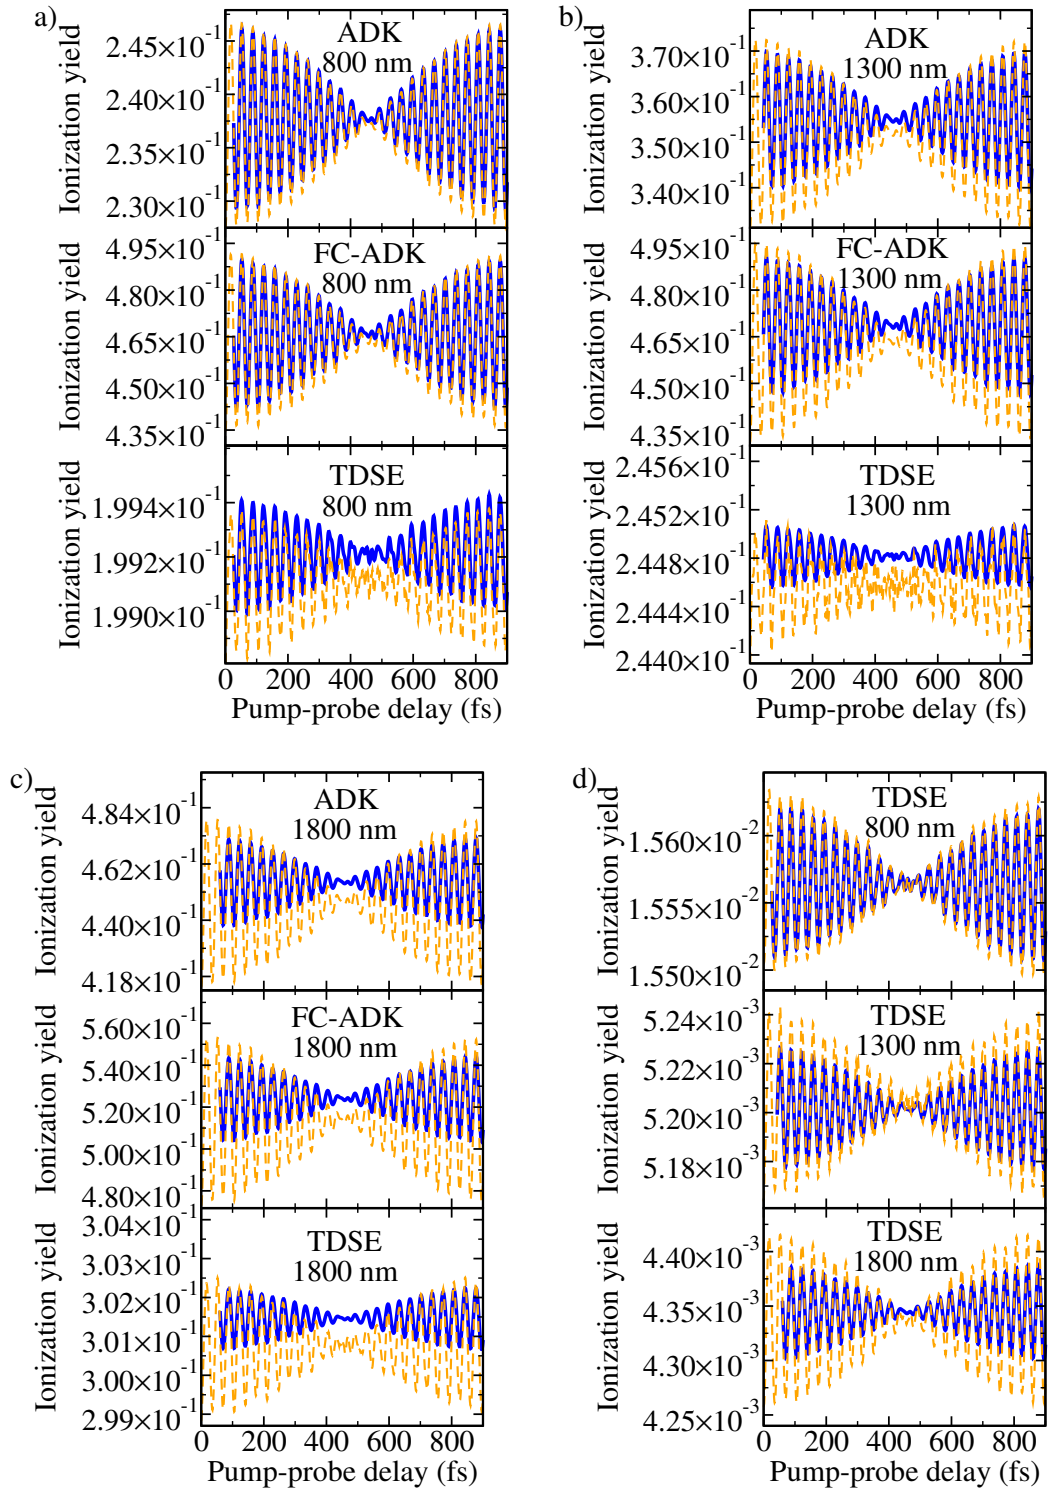 a)
Ionization yield
2.45×10⁻¹
2.40×10⁻¹
2.35×10⁻¹
2.30×10⁻¹
ADK
800 nm
Ionization yield
4.95×10⁻¹
4.80×10⁻¹
4.65×10⁻¹
4.50×10⁻¹
4.35×10⁻¹
FC-ADK
800 nm
Ionization yield
1.994×10⁻¹
1.992×10⁻¹
1.990×10⁻¹
TDSE
800 nm
0 200 400 600 800
Pump-probe delay (fs)
b)
Ionization yield
3.70×10⁻¹
3.60×10⁻¹
3.50×10⁻¹
3.40×10⁻¹
ADK
1300 nm
Ionization yield
4.95×10⁻¹
4.80×10⁻¹
4.65×10⁻¹
4.50×10⁻¹
4.35×10⁻¹
FC-ADK
1300 nm
Ionization yield
2.456×10⁻¹
2.452×10⁻¹
2.448×10⁻¹
2.444×10⁻¹
2.440×10⁻¹
TDSE
1300 nm
0 200 400 600 800
Pump-probe delay (fs)
c)
Ionization yield
4.84×10⁻¹
4.62×10⁻¹
4.40×10⁻¹
4.18×10⁻¹
ADK
1800 nm
Ionization yield
5.60×10⁻¹
5.40×10⁻¹
5.20×10⁻¹
5.00×10⁻¹
4.80×10⁻¹
FC-ADK
1800 nm
Ionization yield
3.04×10⁻¹
3.03×10⁻¹
3.02×10⁻¹
3.01×10⁻¹
3.00×10⁻¹
2.99×10⁻¹
TDSE
1800 nm
0 200 400 600 800
Pump-probe delay (fs)
d)
Ionization yield
1.560×10⁻²
1.555×10⁻²
1.550×10⁻²
TDSE
800 nm
Ionization yield
5.24×10⁻³
5.22×10⁻³
5.20×10⁻³
5.18×10⁻³
TDSE
1300 nm
Ionization yield
4.40×10⁻³
4.35×10⁻³
4.30×10⁻³
4.25×10⁻³
TDSE
1800 nm
0 200 400 600 800
Pump-probe delay (fs)